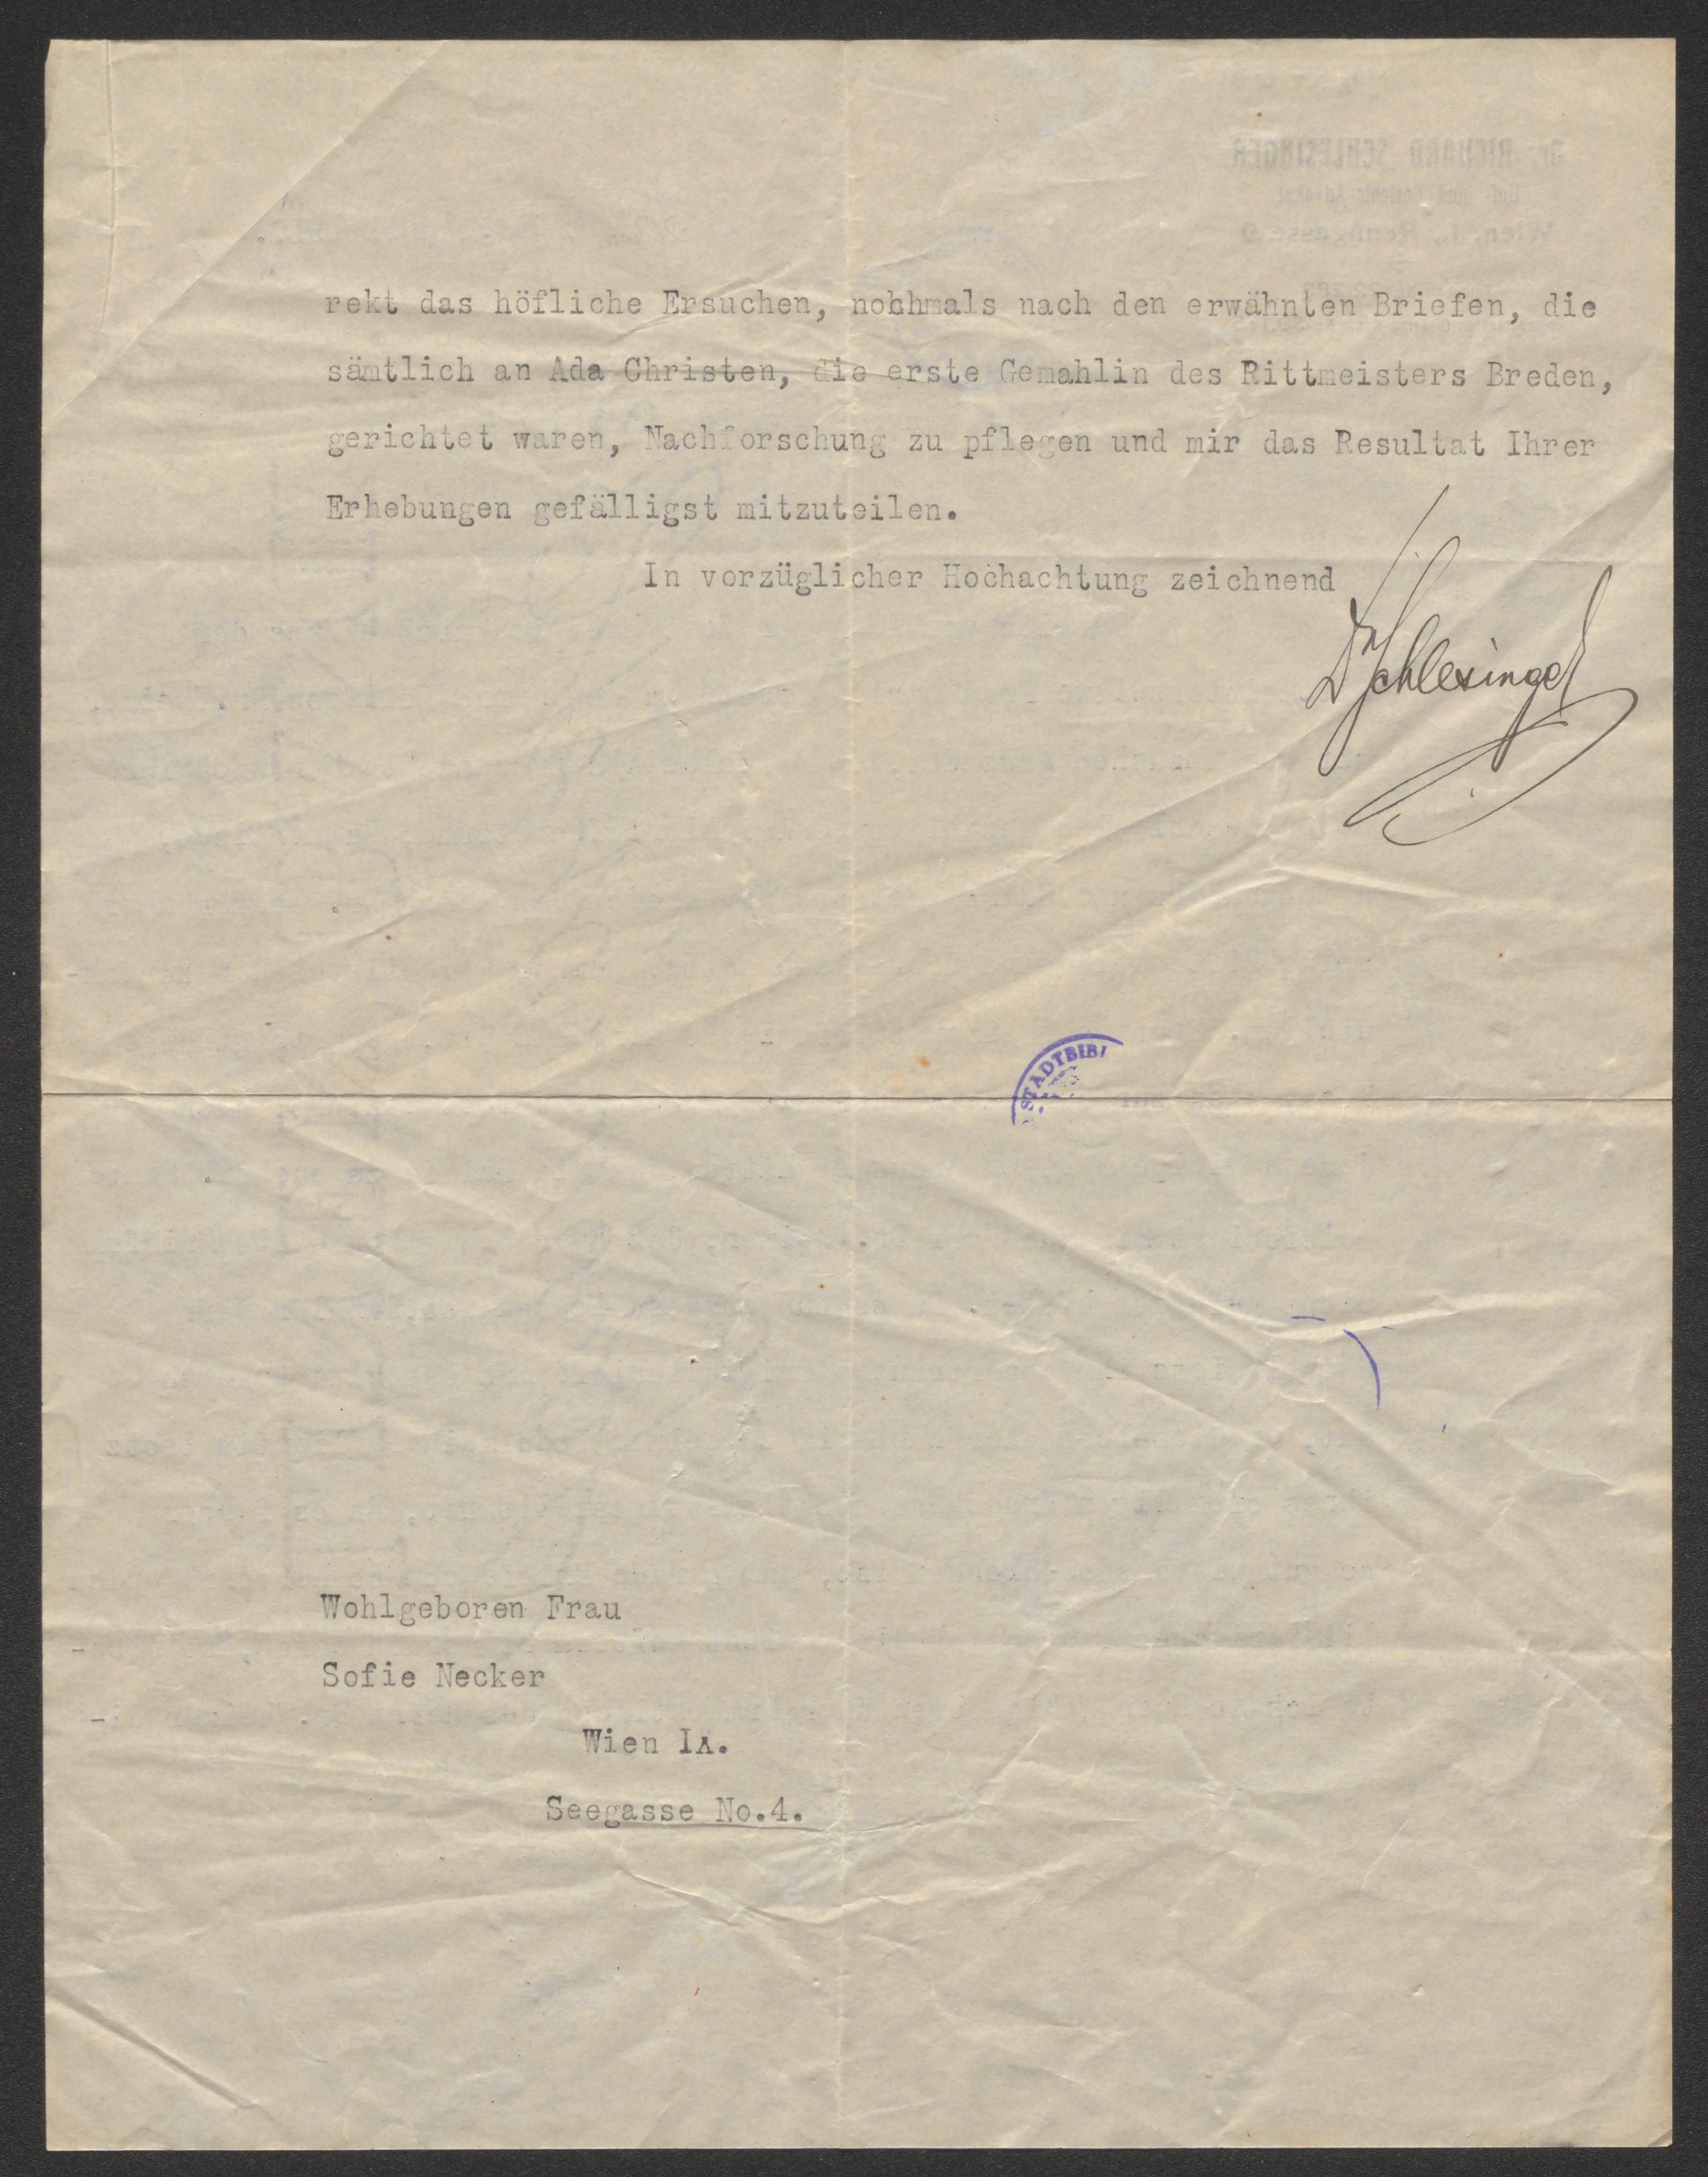 rekt das höfliche Ersuchen, nochmals nach den erwähnten Briefen, die
sämtlich an Ada Christen, die erste Gemahlin des Rittmeisters Breden,
gerichtet waren, Nachforschung zu pflegen und mir das Resultat Ihrer
Erhebungen gefälligst mitzuteilen.
In vorzüglicher Hochachtung zeichnend
Dr Schlesinger
STADTBIBL
Wohlgeboren Frau
Sofie Necker
Wien IX.
Seegasse No.4.